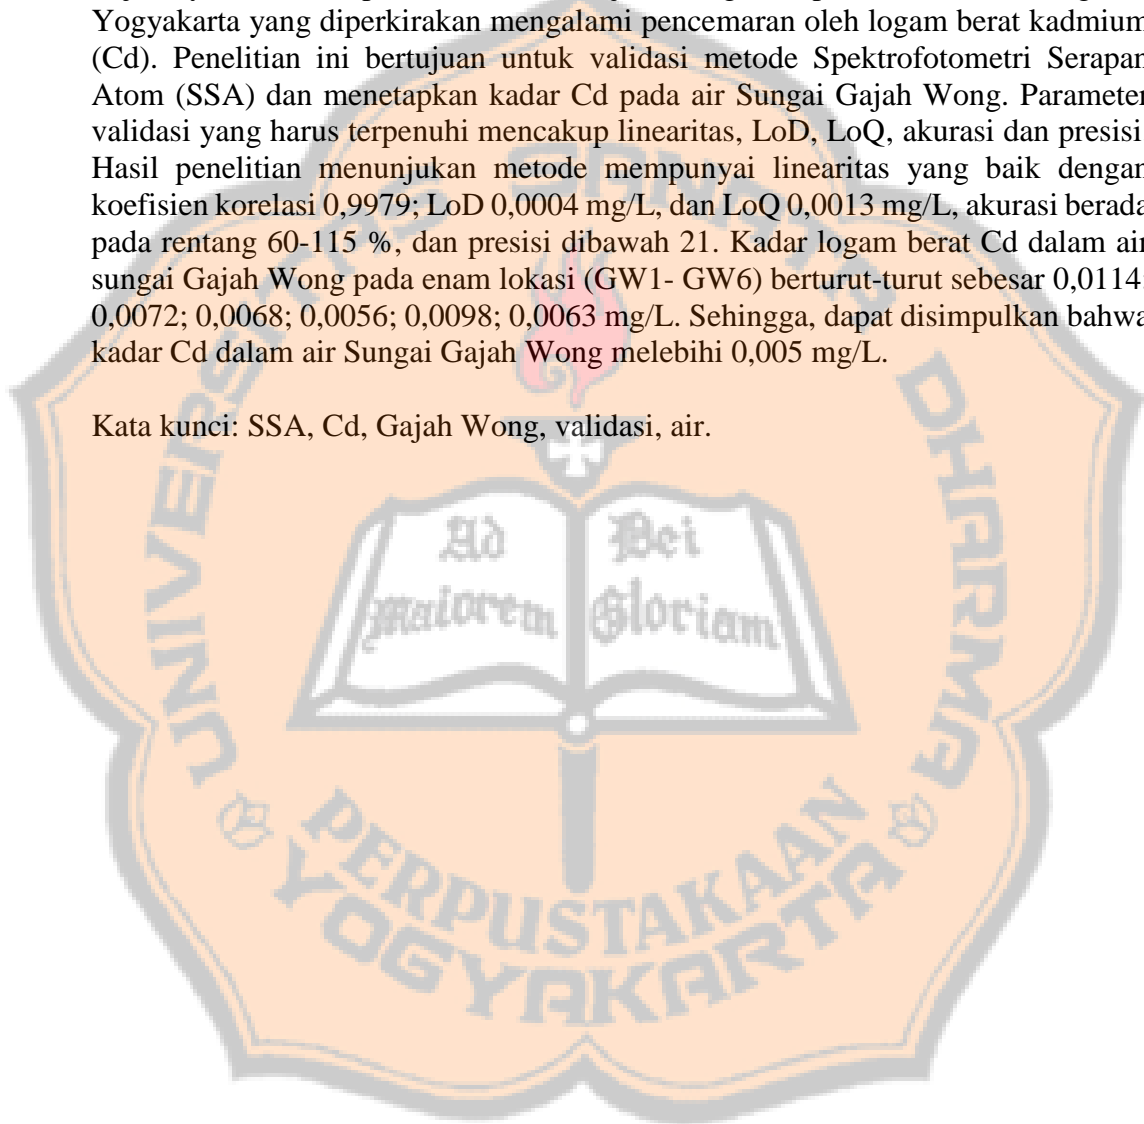 Yogyakarta yang diperkirakan mengalami pencemaran oleh logam berat kadmium
(Cd). Penelitian ini bertujuan untuk validasi metode Spektrofotometri Serapan
Atom (SSA) dan menetapkan kadar Cd pada air Sungai Gajah Wong. Parameter
validasi yang harus terpenuhi mencakup linearitas, LoD, LoQ, akurasi dan presisi
Hasil penelitian menunjukan metode mempunyai linearitas yang baik dengan
koefisien korelasi 0,9979; LoD 0,0004 mg/L, dan LoQ 0,0013 mg/L, akurasi berada
pada rentang 60-115 %, dan presisi dibawah 21. Kadar logam berat Cd dalam air
sungai Gajah Wong pada enam lokasi (GW1- GW6) berturut-turut sebesar 0,0114;
0,0072; 0,0068; 0,0056; 0,0098; 0,0063 mg/L. Sehingga, dapat disimpulkan bahwa
kadar Cd dalam air Sungai Gajah Wong melebihi 0,005 mg/L.
Kata kunci: SSA, Cd, Gajah Wong, validasi, air.
UNIVERSITAS SANATA DHARMA
Ad Dei
Maiorem Gloriam
PERPUSTAKAAN
YOGYAKARTA